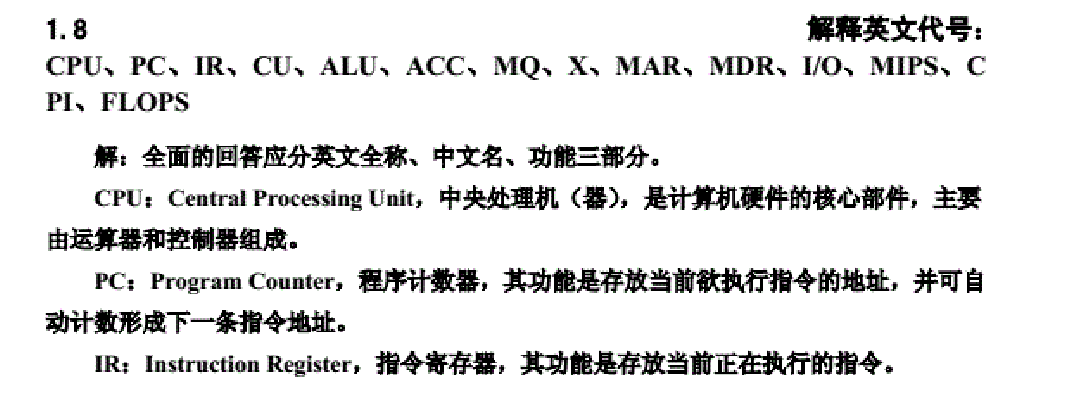 1.8 解释英文代号：
CPU、PC、IR、CU、ALU、ACC、MQ、X、MAR、MDR、I/O、MIPS、C
PI、FLOPS
解：全面的回答应分英文全称、中文名、功能三部分。
CPU：Central Processing Unit，中央处理机（器），是计算机硬件的核心部件，主要
由运算器和控制器组成。
PC：Program Counter，程序计数器，其功能是存放当前欲执行指令的地址，并可自
动计数形成下一条指令地址。
IR：Instruction Register，指令寄存器，其功能是存放当前正在执行的指令。